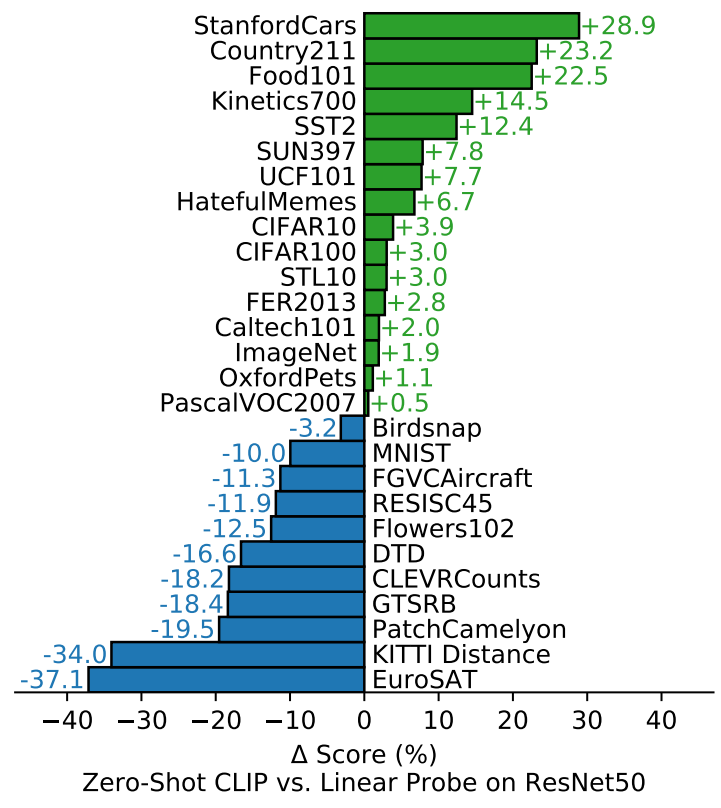 StanfordCars +28.9
Country211 +23.2
Food101 +22.5
Kinetics700 +14.5
SST2 +12.4
SUN397 +7.8
UCF101 +7.7
HatefulMemes +6.7
CIFAR10 +3.9
CIFAR100 +3.0
STL10 +3.0
FER2013 +2.8
Caltech101 +2.0
ImageNet +1.9
OxfordPets +1.1
PascalVOC2007 +0.5
-3.2 Birdsnap
-10.0 MNIST
-11.3 FGVCAircraft
-11.9 RESISC45
-12.5 Flowers102
-16.6 DTD
-18.2 CLEVRCounts
-18.4 GTSRB
-19.5 PatchCamelyon
-34.0 KITTI Distance
-37.1 EuroSAT
−40 −30 −20 −10 0 10 20 30 40
Δ Score (%)
Zero-Shot CLIP vs. Linear Probe on ResNet50